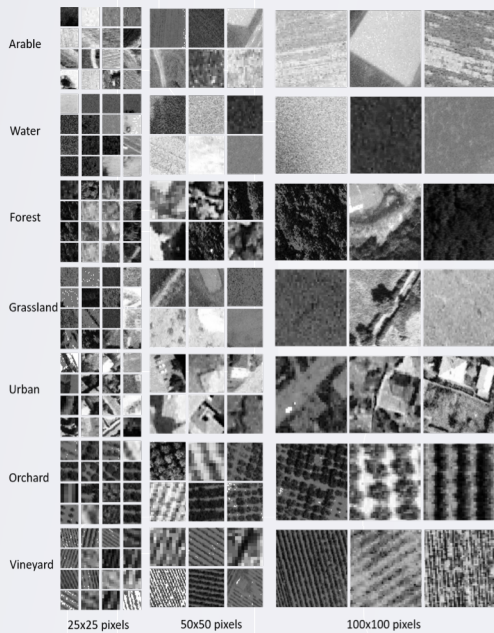 Arable
Water
Forest
Grassland
Urban
Orchard
Vineyard
25x25 pixels
50x50 pixels
100x100 pixels